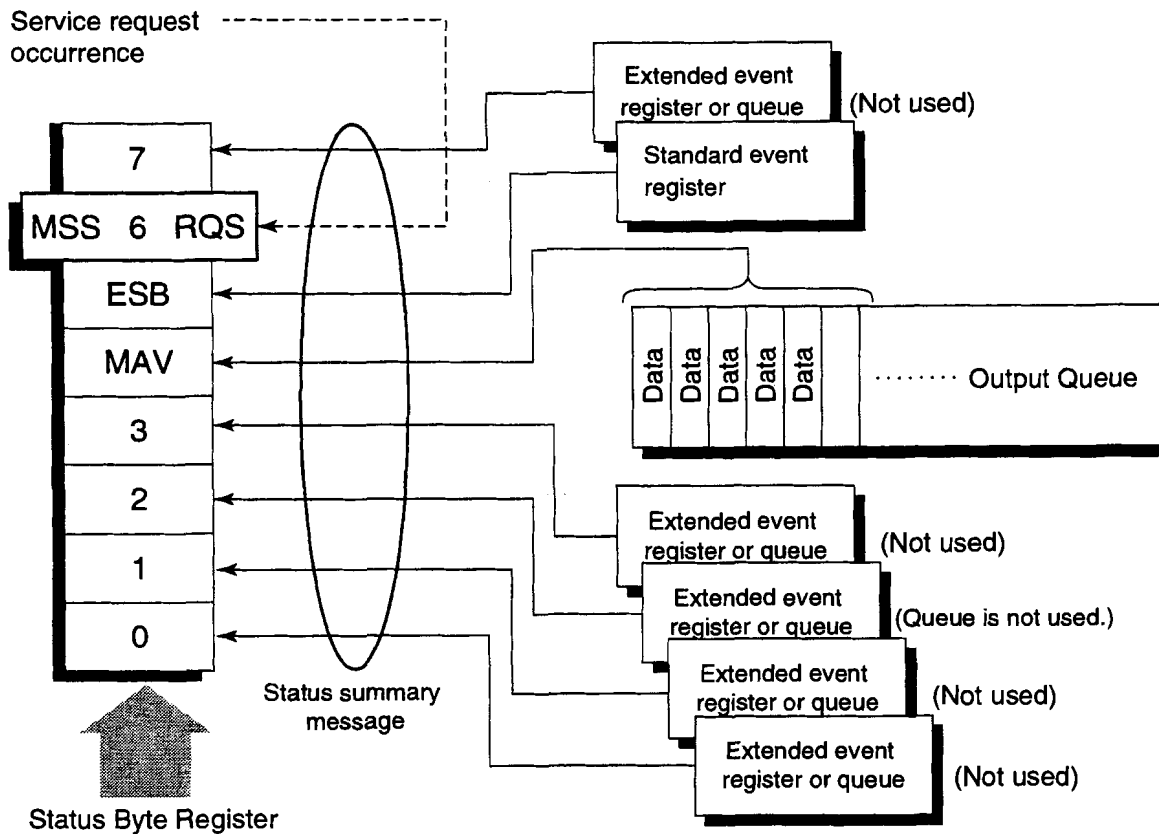 Service request
occurrence
Extended event
register or queue
(Not used)
Standard event
register
7
MSS 6 RQS
ESB
MAV
3
2
1
0
Data
Data
Data
Data
Data
........ Output Queue
Extended event
register or queue
(Not used)
Extended event
register or queue
(Queue is not used.)
Extended event
register or queue
(Not used)
Extended event
register or queue
(Not used)
Status summary
message
Status Byte Register